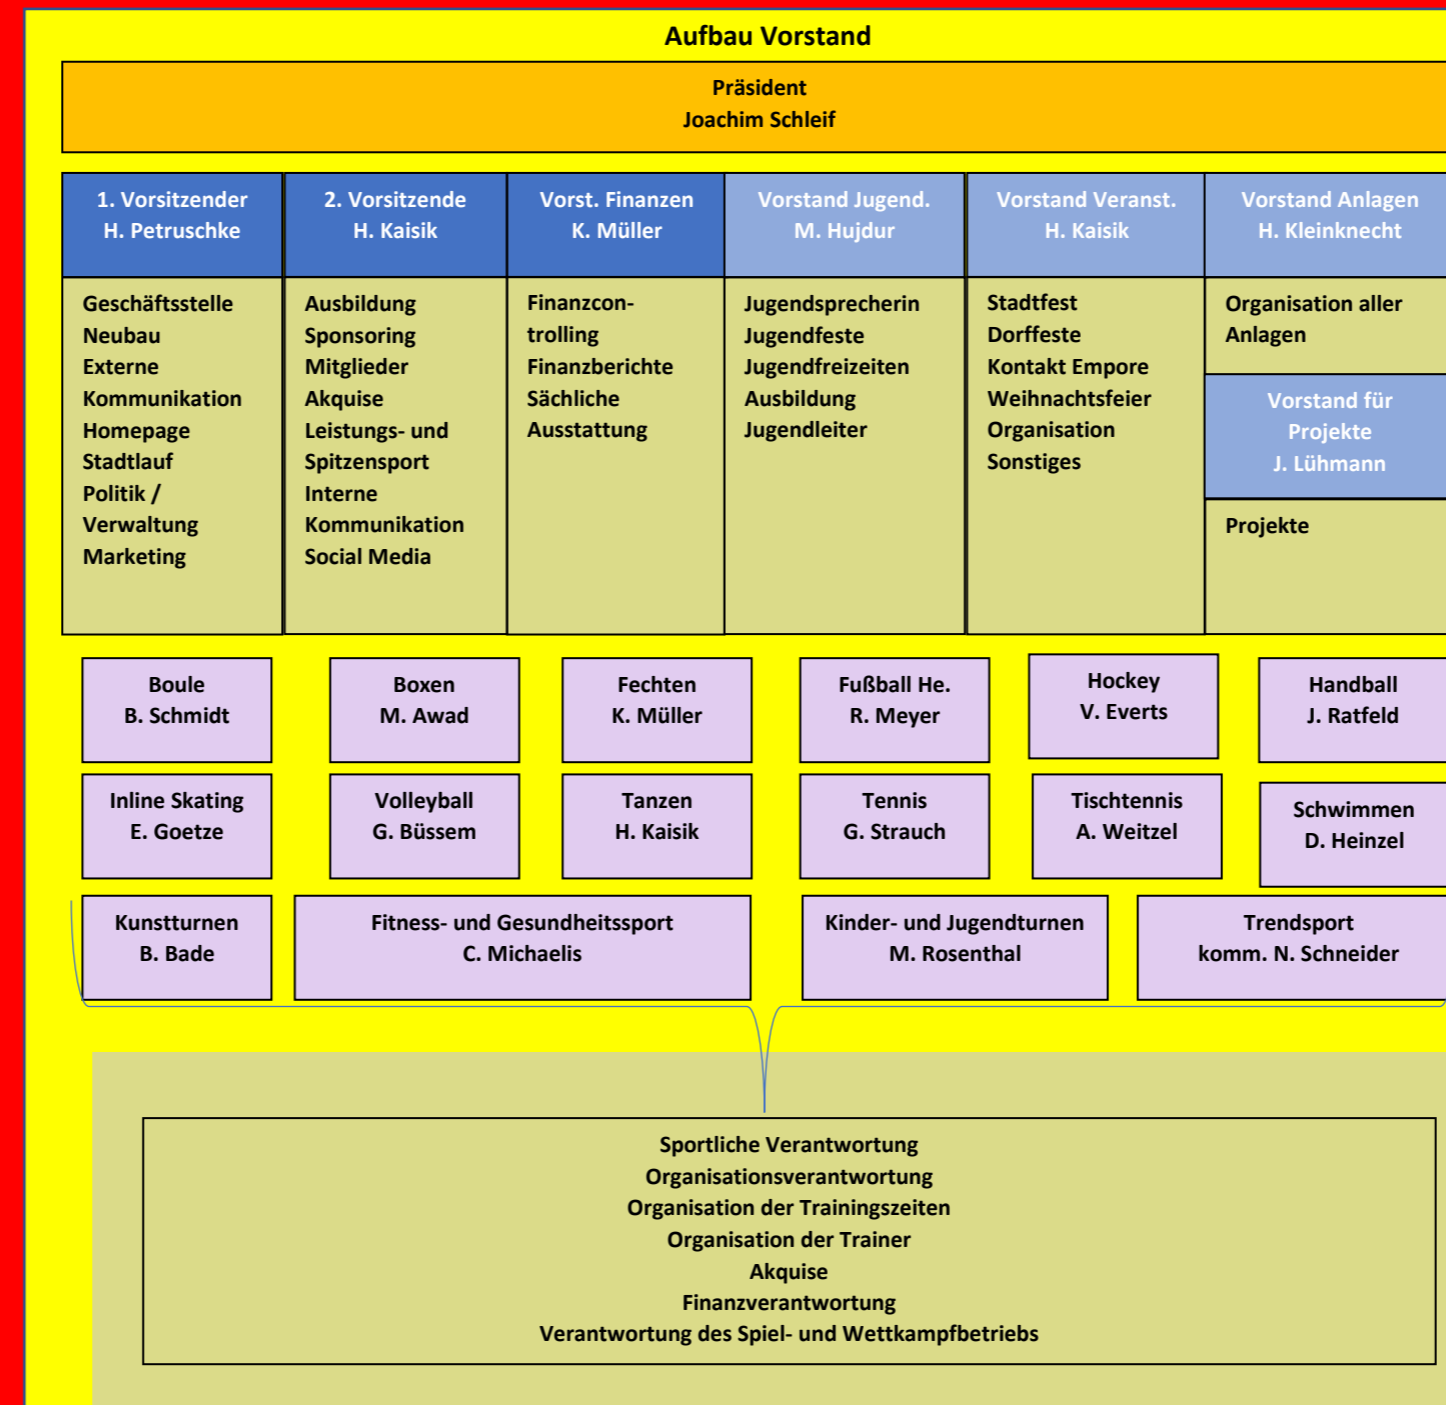 Aufbau Vorstand
Präsident
Joachim Schleif
1. Vorsitzender
H. Petruschke
2. Vorsitzende
H. Kaisik
Vorst. Finanzen
K. Müller
Vorstand Jugend.
M. Hujdur
Vorstand Veranst.
H. Kaisik
Vorstand Anlagen
H. Kleinknecht
Geschäftsstelle
Neubau
Externe
Kommunikation
Homepage
Stadtlauf
Politik /
Verwaltung
Marketing
Ausbildung
Sponsoring
Mitglieder
Akquise
Leistungs- und
Spitzensport
Interne
Kommunikation
Social Media
Finanzcon-
trolling
Finanzberichte
Sächliche
Ausstattung
Jugendsprecherin
Jugendfeste
Jugendfreizeiten
Ausbildung
Jugendleiter
Stadtfest
Dorffeste
Kontakt Empore
Weihnachtsfeier
Organisation
Sonstiges
Organisation aller
Anlagen
Vorstand für
Projekte
J. Lühmann
Projekte
Boule
B. Schmidt
Boxen
M. Awad
Fechten
K. Müller
Fußball He.
R. Meyer
Hockey
V. Everts
Handball
J. Ratfeld
Inline Skating
E. Goetze
Volleyball
G. Büssem
Tanzen
H. Kaisik
Tennis
G. Strauch
Tischtennis
A. Weitzel
Schwimmen
D. Heinzel
Kunstturnen
B. Bade
Fitness- und Gesundheitssport
C. Michaelis
Kinder- und Jugendturnen
M. Rosenthal
Trendsport
komm. N. Schneider
Sportliche Verantwortung
Organisationsverantwortung
Organisation der Trainingszeiten
Organisation der Trainer
Akquise
Finanzverantwortung
Verantwortung des Spiel- und Wettkampfbetriebs